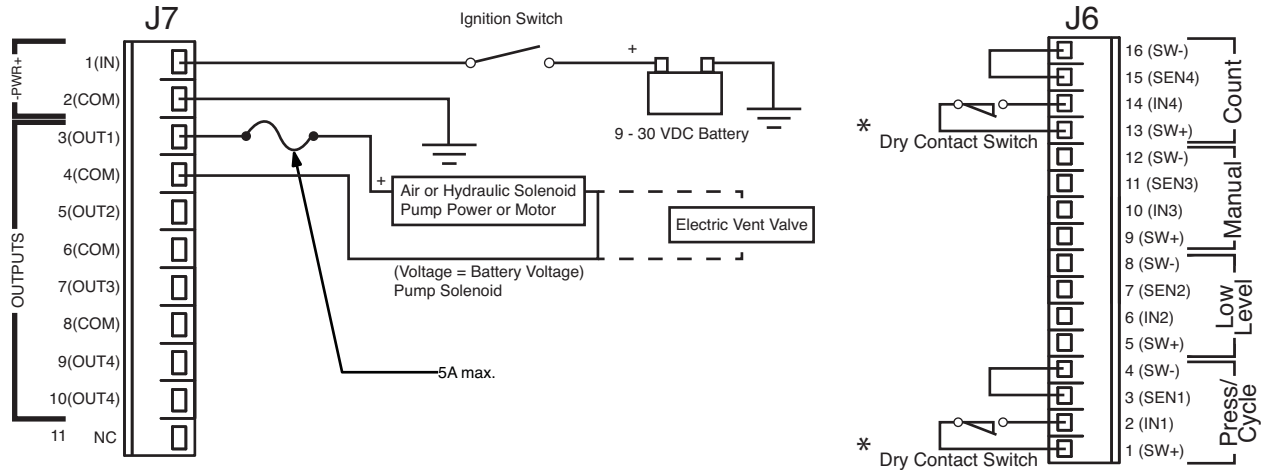 J7
-PWR+
OUTPUTS
1(IN)
2(COM)
3(OUT1)
4(COM)
5(OUT2)
6(COM)
7(OUT3)
8(COM)
9(OUT4)
10(OUT4)
11 NC
Ignition Switch
+
9 - 30 VDC Battery
+
Air or Hydraulic Solenoid
Pump Power or Motor
Electric Vent Valve
(Voltage = Battery Voltage)
Pump Solenoid
5A max.
J6
16 (SW-)
15 (SEN4)
14 (IN4)
13 (SW+)
12 (SW-)
11 (SEN3)
10 (IN3)
9 (SW+)
8 (SW-)
7 (SEN2)
6 (IN2)
5 (SW+)
4 (SW-)
3 (SEN1)
2 (IN1)
1 (SW+)
Count
Manual
Low
Level
Press/
Cycle
* Dry Contact Switch
* Dry Contact Switch